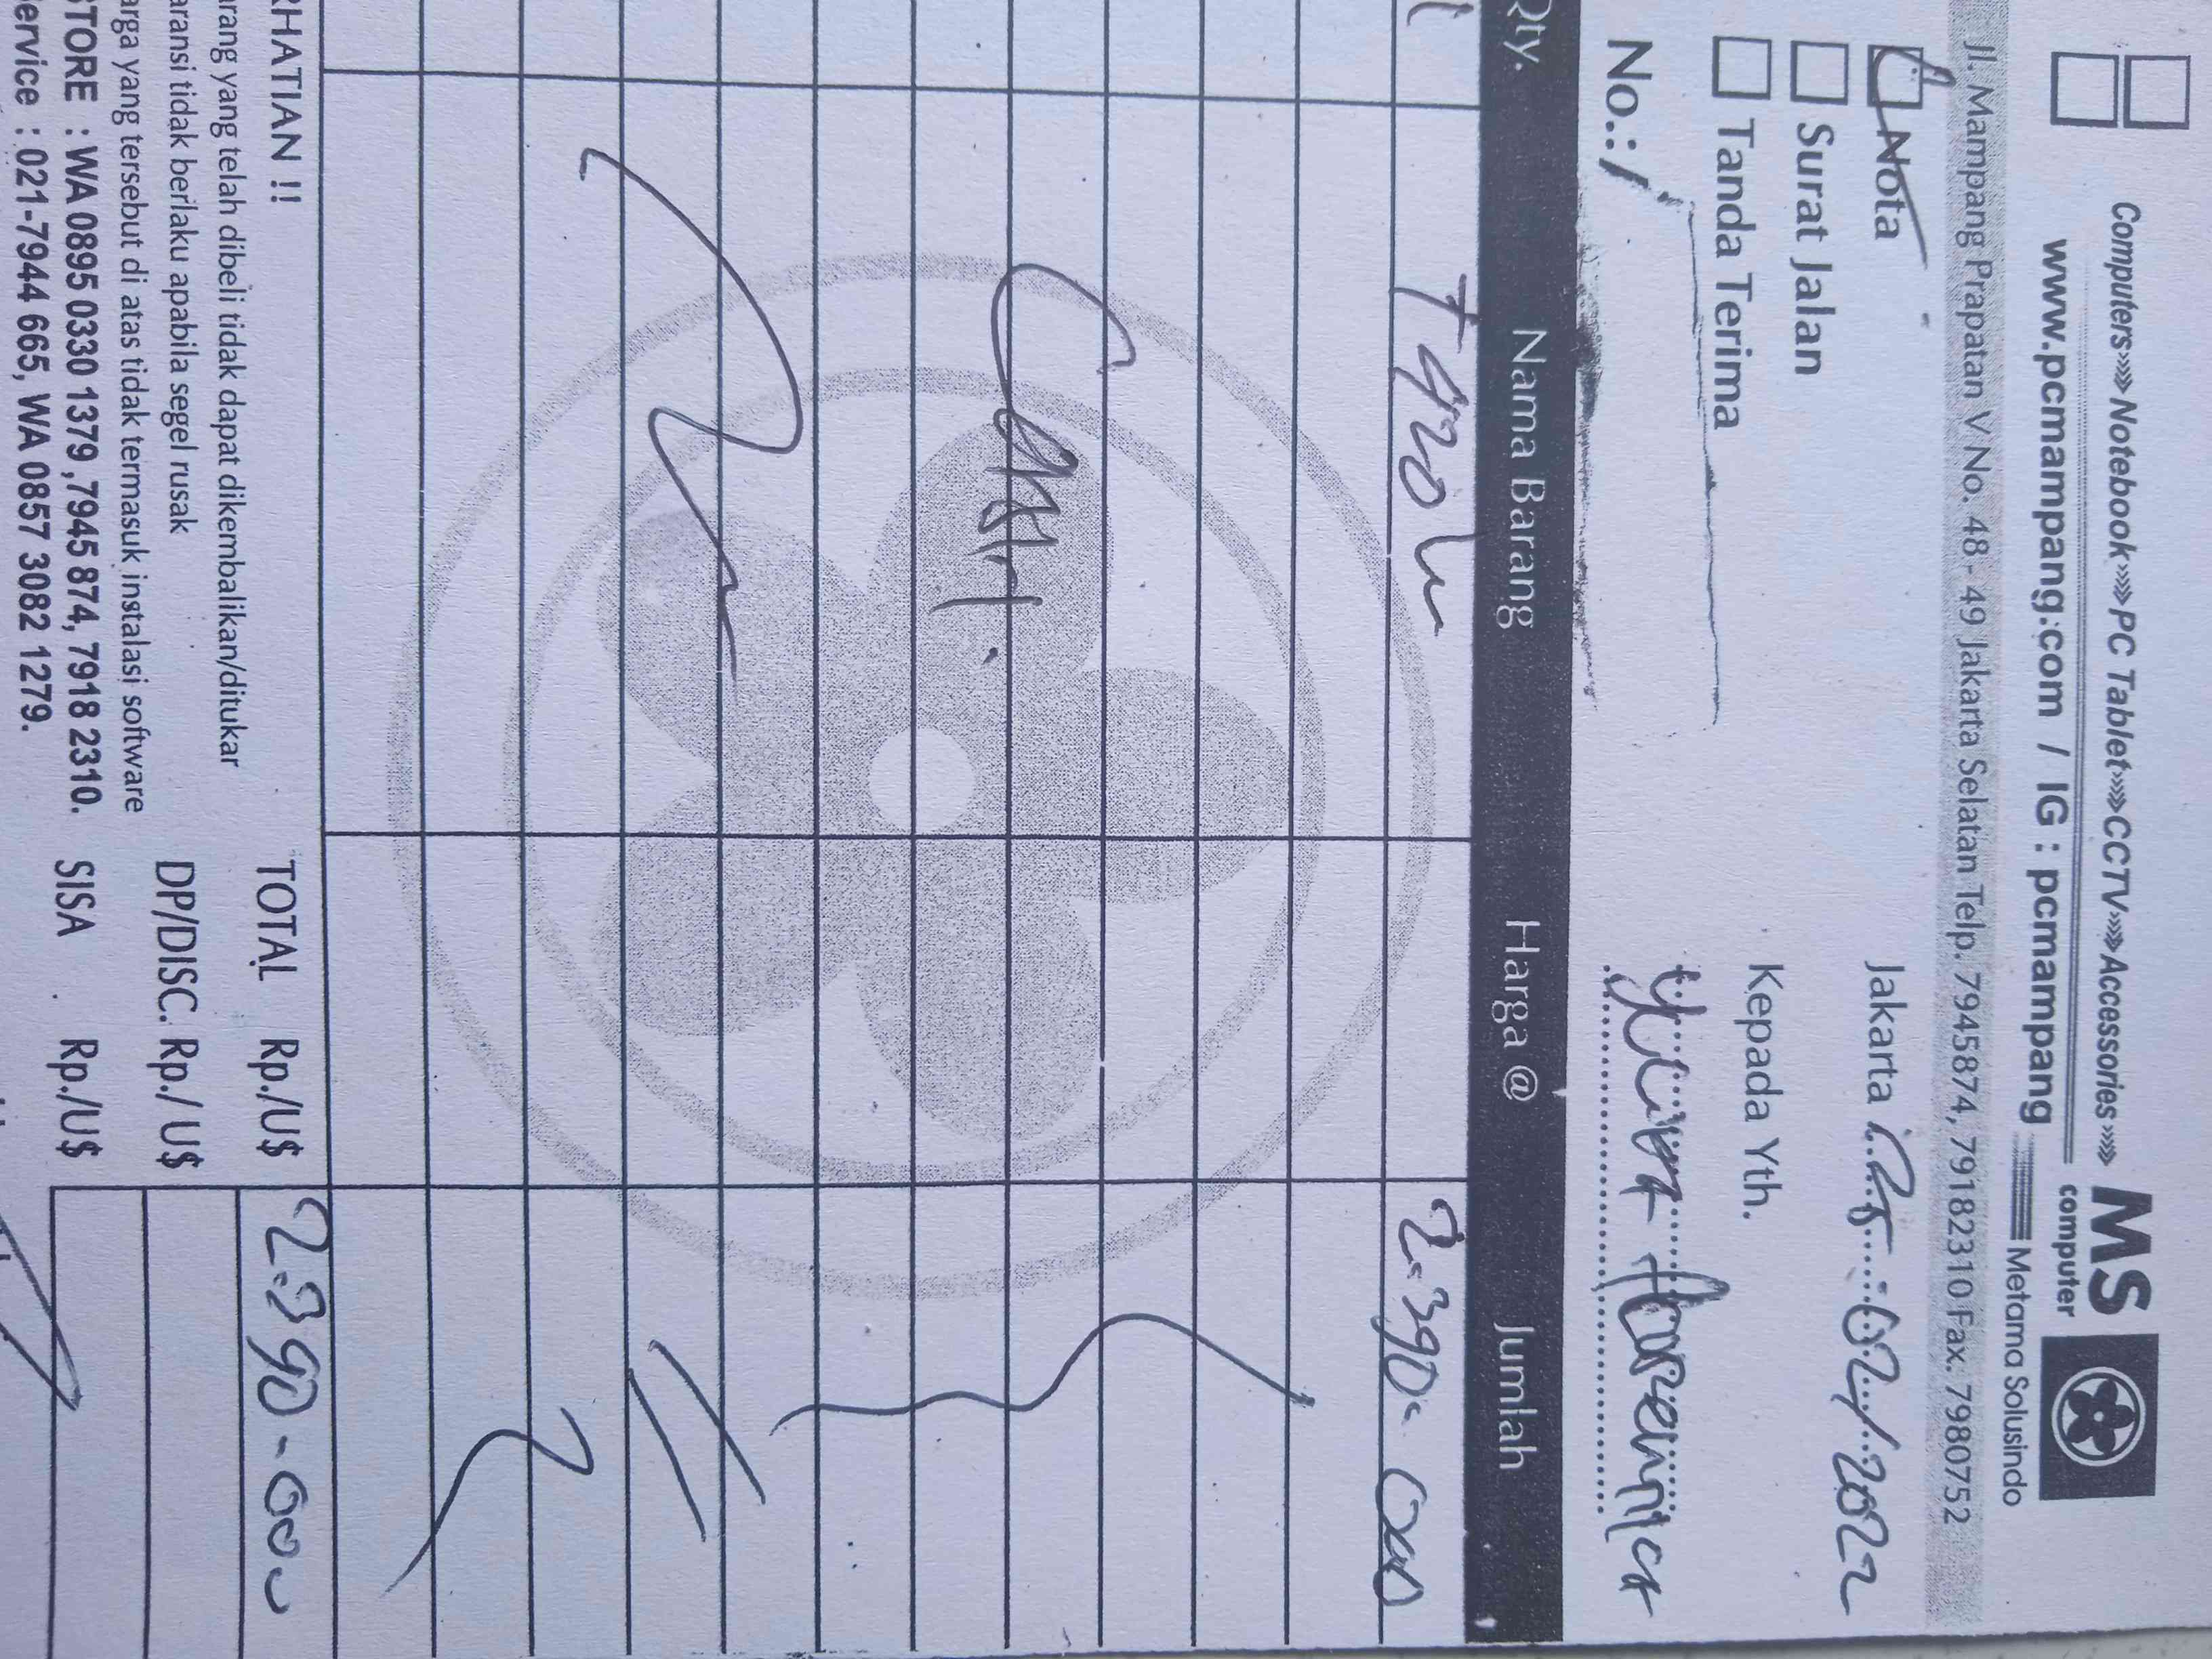 Computers»»»Notebook»»»PC Tablet»»»CCTV»»»Accessories»»»
MS
computer
www.pcmampang.com / IG : pcmampang
Metama Solusindo
Jl. Mampang Prapatan V No. 48 - 49 Jakarta Selatan Telp. 7945874, 79182310 Fax. 7980752
Nota
Jakarta
02/2022
Surat Jalan
Tanda Terima
Kepada Yth.
No.:
Qty. Nama Barang Harga @ Jumlah
T420 2.390.000
Cash
RHATIAN !!
arang yang telah dibeli tidak dapat dikembalikan/ditukar
aransi tidak berlaku apabila segel rusak
arga yang tersebut di atas tidak termasuk instalasi software
STORE : WA 0895 0330 1379 ,7945 874, 7918 2310.
Service : 021-7944 665, WA 0857 3082 1279.
TOTAL Rp./U$ 2.390.000
DP/DISC. Rp./ U$
SISA Rp./U$